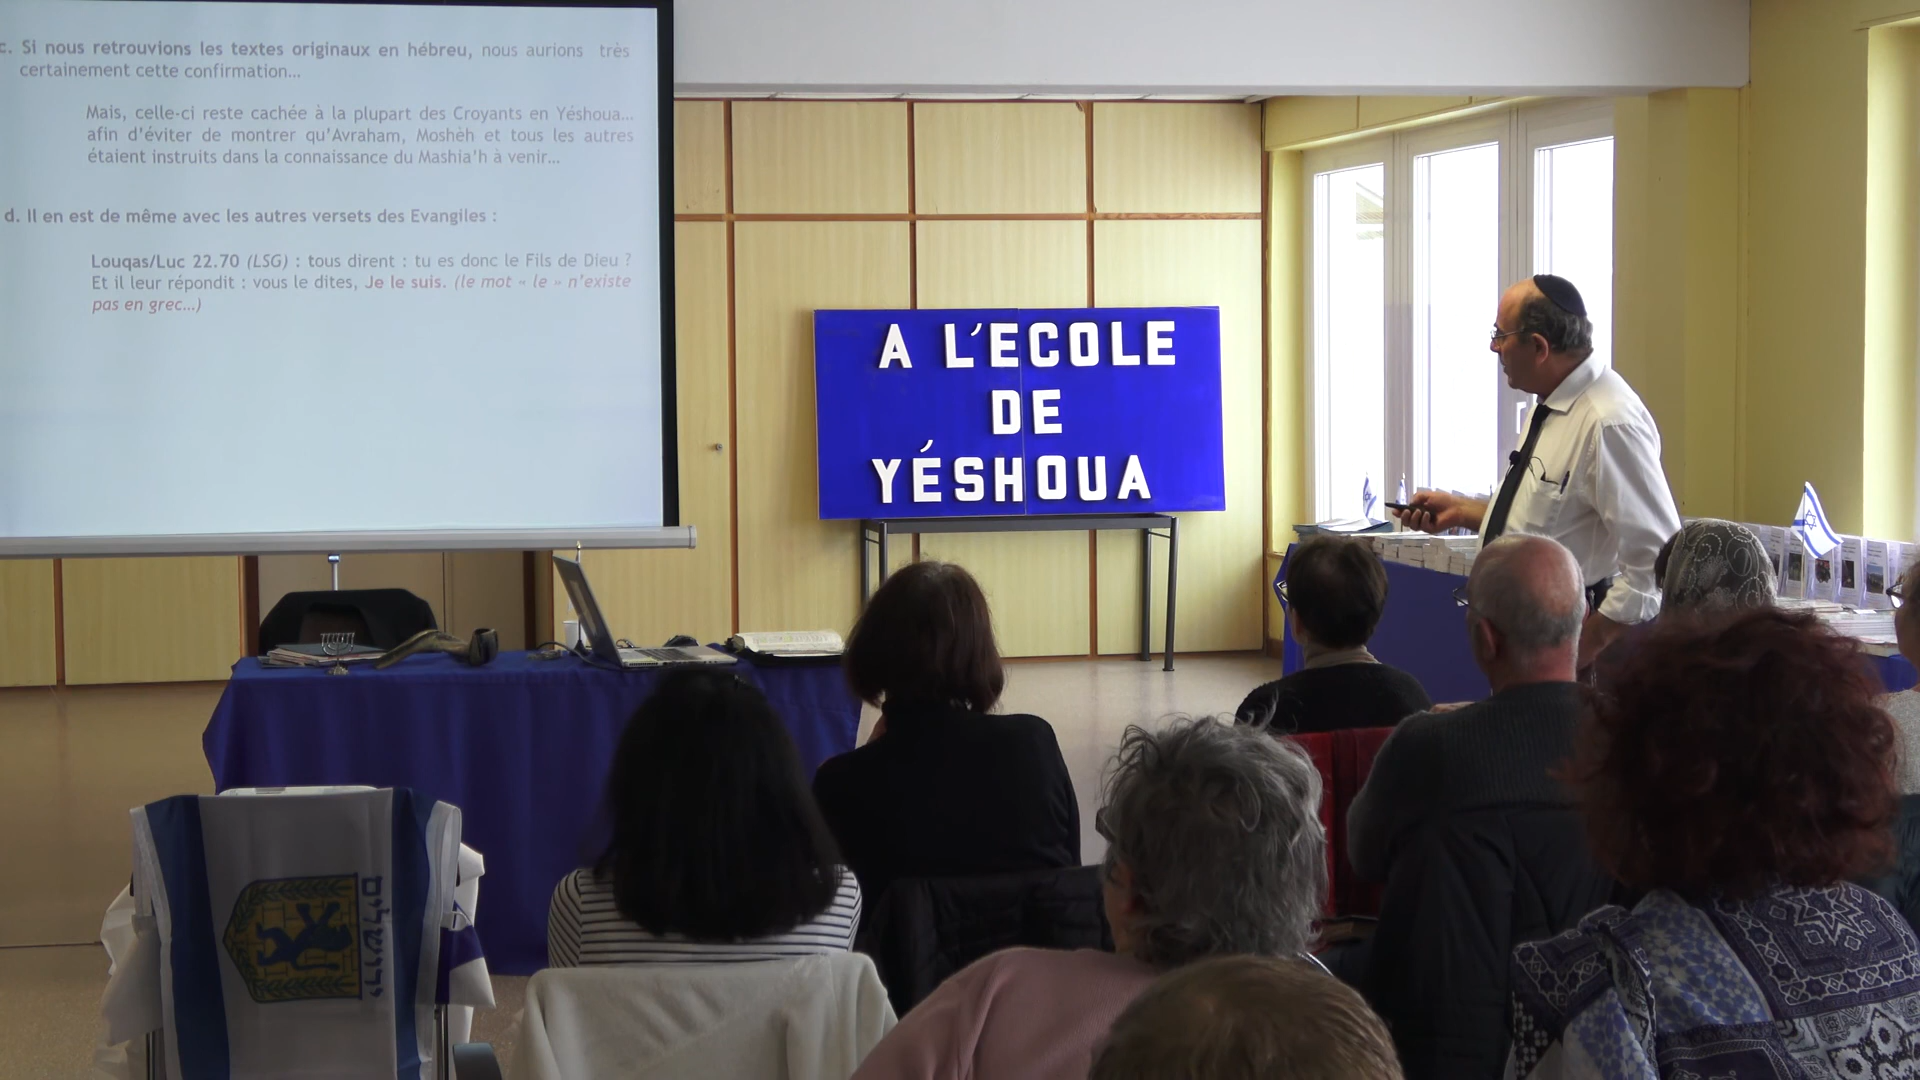 c. Si nous retrouvions les textes originaux en hébreu, nous aurions très
certainement cette confirmation...
Mais, celle-ci reste cachée à la plupart des Croyants en Yéshoua...
afin d'éviter de montrer qu'Avraham, Moshèh et tous les autres
étaient instruits dans la connaissance du Mashia'h à venir...
d. Il en est de même avec les autres versets des Evangiles :
Louqas/Luc 22.70 (LSG) : tous dirent : tu es donc le Fils de Dieu ?
Et il leur répondit : vous le dites, Je le suis. (le mot « le » n'existe
pas en grec...)
A L'ECOLE
DE
YÉSHOUA
ירושלים